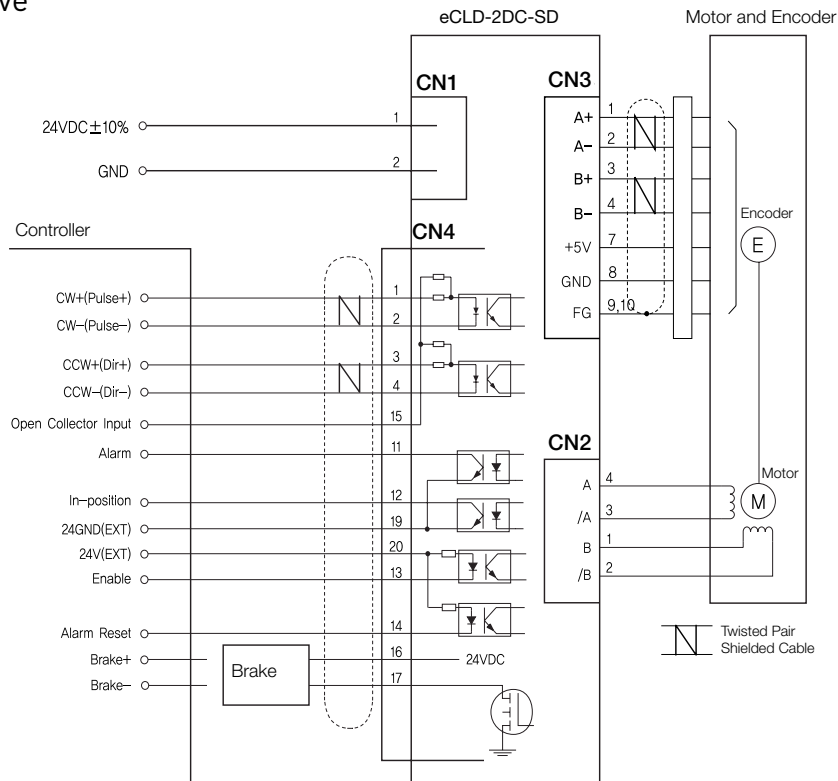 ve
eCLD-2DC-SD
Motor and Encoder
CN1
24VDC±10%
1
GND
2
CN3
A+ 1
A- 2
B+ 3
B- 4
+5V 7
GND 8
FG 9,10
Encoder
E
Controller
CN4
CW+(Pulse+) 1
CW-(Pulse-) 2
CCW+(Dir+) 3
CCW-(Dir-) 4
Open Collector Input 15
Alarm 11
In-position 12
24GND(EXT) 19
24V(EXT) 20
Enable 13
Alarm Reset 14
Brake+ 16 24VDC
Brake- 17
Brake
CN2
A 4
/A 3
B 1
/B 2
Motor
M
Twisted Pair
Shielded Cable